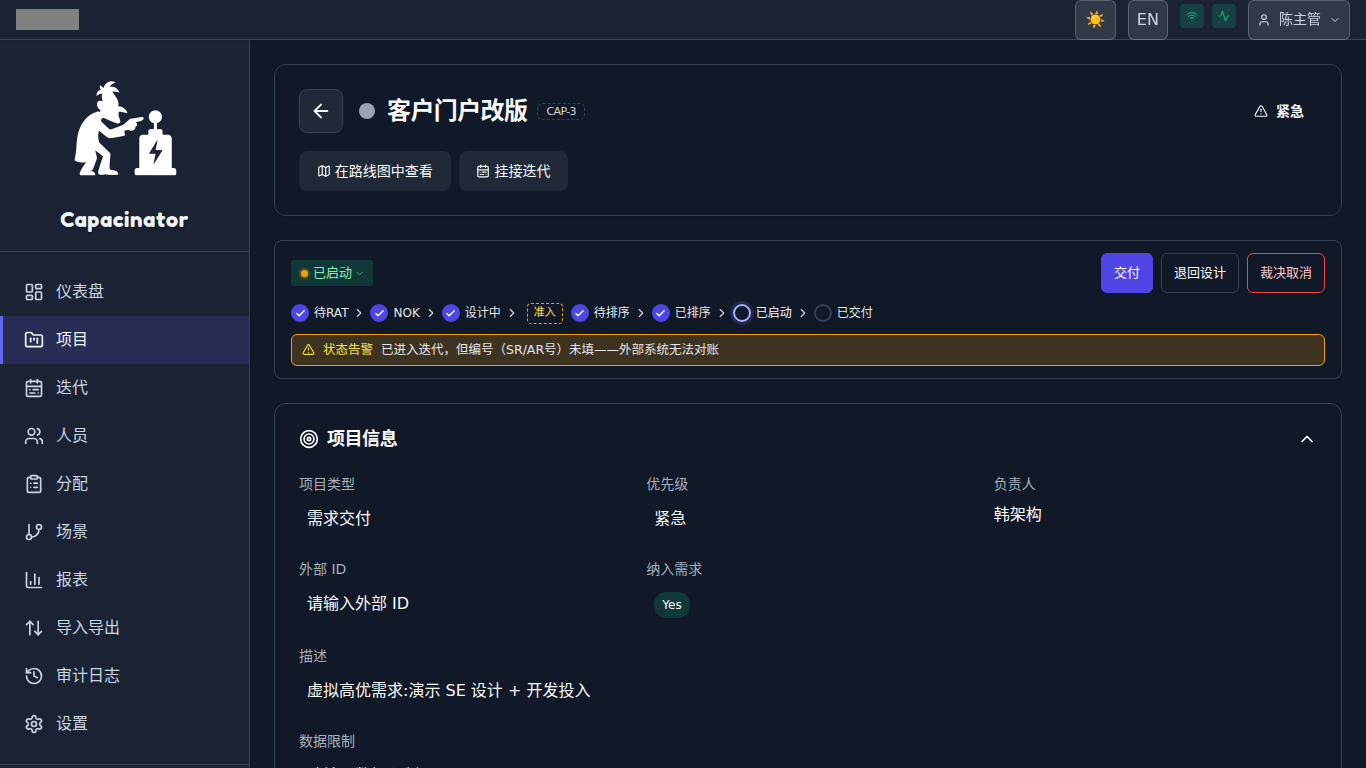 EN
陈主管
Capacinator
仪表盘
项目
迭代
人员
分配
场景
报表
导入导出
审计日志
设置
客户门户改版 CAP-3
紧急
在路线图中查看 挂接迭代
已启动
交付 退回设计 裁决取消
待RAT NOK 设计中 准入 待排序 已排序 已启动 已交付
状态告警 已进入迭代，但编号（SR/AR号）未填——外部系统无法对账
项目信息
项目类型 优先级 负责人
需求交付 紧急 韩架构
外部 ID 纳入需求
请输入外部 ID Yes
描述
虚拟高优需求:演示 SE 设计 + 开发投入
数据限制